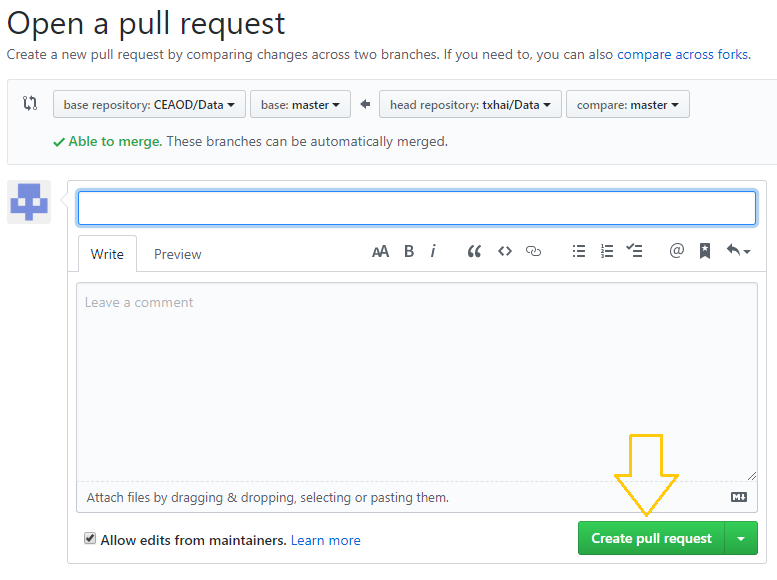 Open a pull request
Create a new pull request by comparing changes across two branches. If you need to, you can also compare across forks.
base repository: CEAOD/Data base: master head repository: txhai/Data compare: master
Able to merge. These branches can be automatically merged.
Write Preview AA B i @
Leave a comment
Attach files by dragging & dropping, selecting or pasting them. M↓
Allow edits from maintainers. Learn more
Create pull request